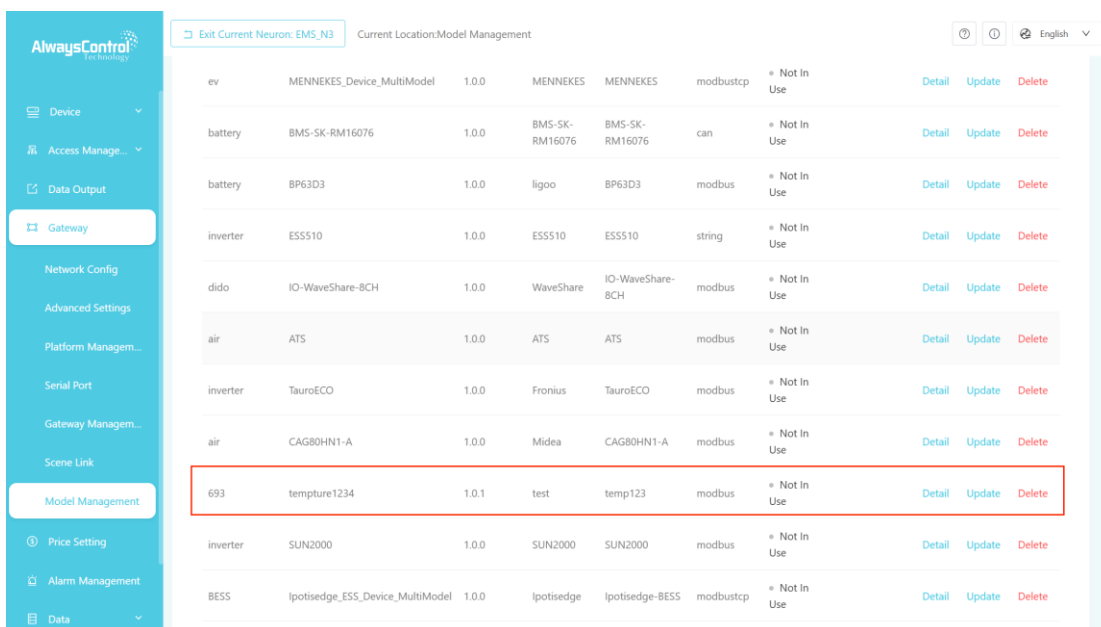 AlwaysControl
Technology
Exit Current Neuron: EMS_N3 Current Location:Model Management English
Device
Access Manage...
Data Output
Gateway
Network Config
Advanced Settings
Platform Managem...
Serial Port
Gateway Managem...
Scene Link
Model Management
Price Setting
Alarm Management
Data
ev MENNEKES_Device_MultiModel 1.0.0 MENNEKES MENNEKES modbustcp Not In Use Detail Update Delete
battery BMS-SK-RM16076 1.0.0 BMS-SK-RM16076 BMS-SK-RM16076 can Not In Use Detail Update Delete
battery BP63D3 1.0.0 ligoo BP63D3 modbus Not In Use Detail Update Delete
inverter ESS510 1.0.0 ESS510 ESS510 string Not In Use Detail Update Delete
dido IO-WaveShare-8CH 1.0.0 WaveShare IO-WaveShare-8CH modbus Not In Use Detail Update Delete
air ATS 1.0.0 ATS ATS modbus Not In Use Detail Update Delete
inverter TauroECO 1.0.0 Fronius TauroECO modbus Not In Use Detail Update Delete
air CAG80HN1-A 1.0.0 Midea CAG80HN1-A modbus Not In Use Detail Update Delete
693 tempture1234 1.0.1 test temp123 modbus Not In Use Detail Update Delete
inverter SUN2000 1.0.0 SUN2000 SUN2000 modbus Not In Use Detail Update Delete
BESS Ipotisedge_ESS_Device_MultiModel 1.0.0 Ipotisedge Ipotisedge-BESS modbustcp Not In Use Detail Update Delete